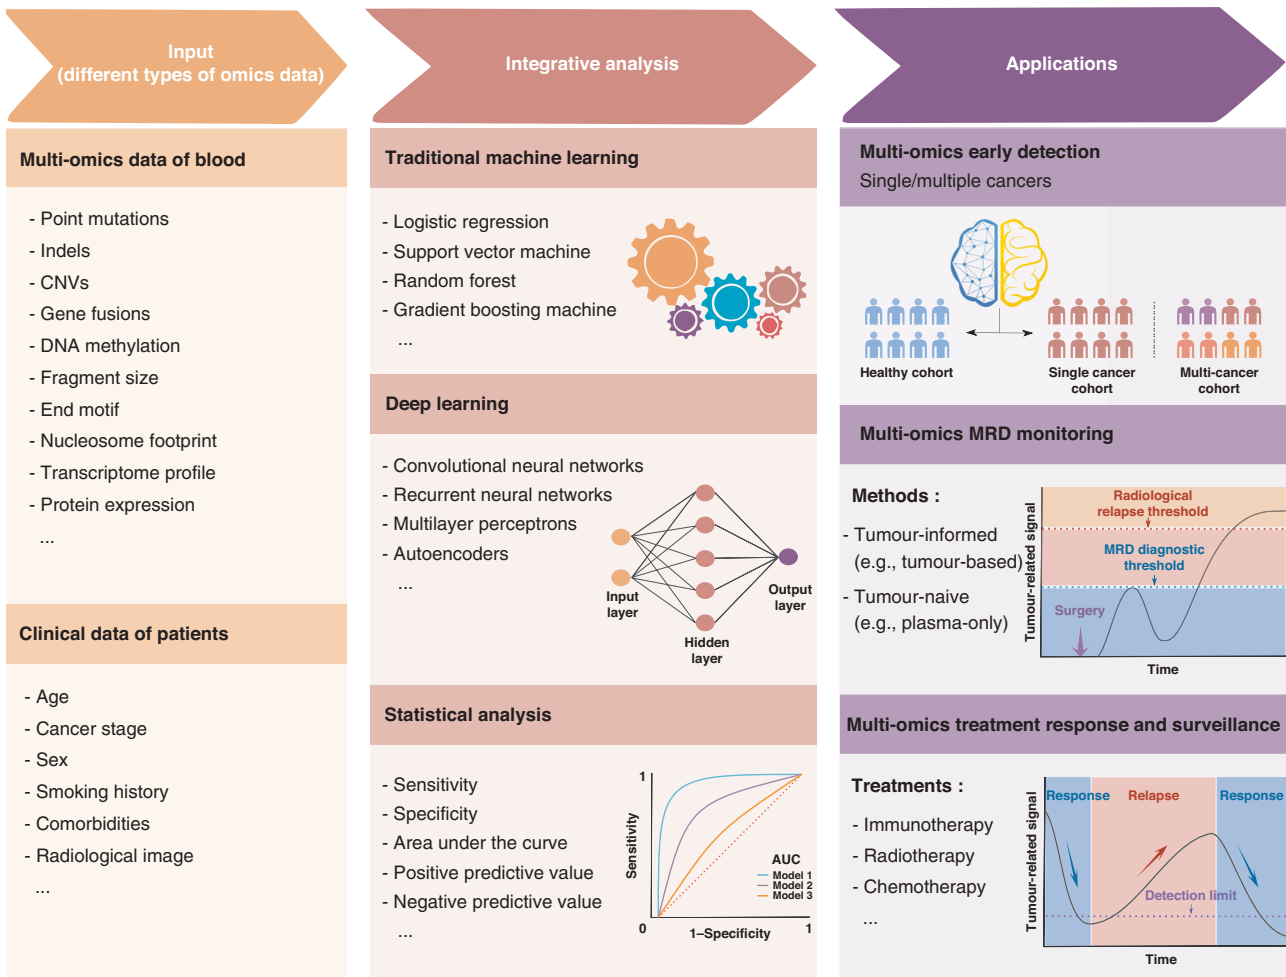 Input
(different types of omics data)
Integrative analysis
Applications
Multi-omics data of blood
- Point mutations
- Indels
- CNVs
- Gene fusions
- DNA methylation
- Fragment size
- End motif
- Nucleosome footprint
- Transcriptome profile
- Protein expression
...
Clinical data of patients
- Age
- Cancer stage
- Sex
- Smoking history
- Comorbidities
- Radiological image
...
Traditional machine learning
- Logistic regression
- Support vector machine
- Random forest
- Gradient boosting machine
...
Deep learning
- Convolutional neural networks
- Recurrent neural networks
- Multilayer perceptrons
- Autoencoders
...
Input
layer
Hidden
layer
Output
layer
Statistical analysis
- Sensitivity
- Specificity
- Area under the curve
- Positive predictive value
- Negative predictive value
...
1
Sensitivity
AUC
Model 1
Model 2
Model 3
0
1–Specificity
1
Multi-omics early detection
Single/multiple cancers
Healthy cohort
Single cancer
cohort
Multi-cancer
cohort
Multi-omics MRD monitoring
Methods :
- Tumour-informed
(e.g., tumour-based)
- Tumour-naive
(e.g., plasma-only)
Tumour-related signal
Radiological
relapse threshold
MRD diagnostic
threshold
Surgery
Time
Multi-omics treatment response and surveillance
Treatments :
- Immunotherapy
- Radiotherapy
- Chemotherapy
...
Tumour-related signal
Response
Relapse
Response
Detection limit
Time